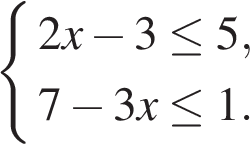 2x − 3 ≤ 5,
7 − 3x ≤ 1.